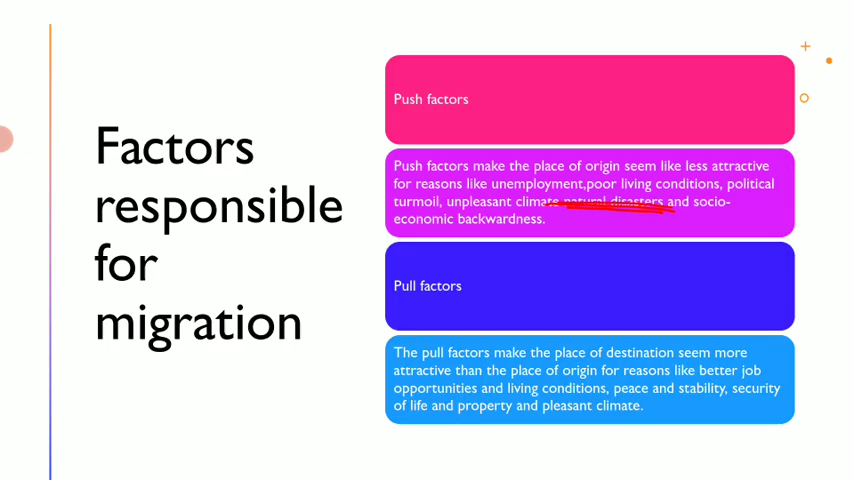 Factors
responsible
for
migration
Push factors
Push factors make the place of origin seem like less attractive
for reasons like unemployment,poor living conditions, political
turmoil, unpleasant climate natural disasters and socio-
economic backwardness.
Pull factors
The pull factors make the place of destination seem more
attractive than the place of origin for reasons like better job
opportunities and living conditions, peace and stability, security
of life and property and pleasant climate.